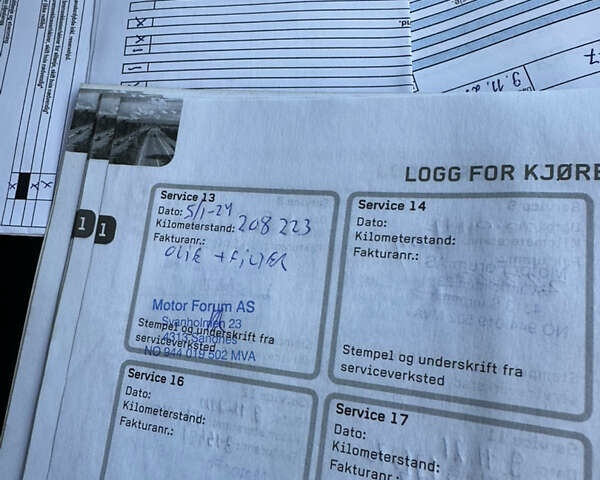 LOGG FOR KJØRE
Service 13
Dato: 5/1-24
Kilometerstand: 208 223
Fakturanr.:
OLJE + FILTER
Motor Forum AS
Svanholmen 23
4313 Sandnes
NO 944 019 502 MVA
Stempel og underskrift fra
serviceverksted
Service 14
Dato:
Kilometerstand:
Fakturanr.:
Stempel og underskrift fra
serviceverksted
Service 16
Dato:
Kilometerstand:
Fakturanr.:
Service 17
Dato:
Kilometerstand:
Fakturanr.:
1
1